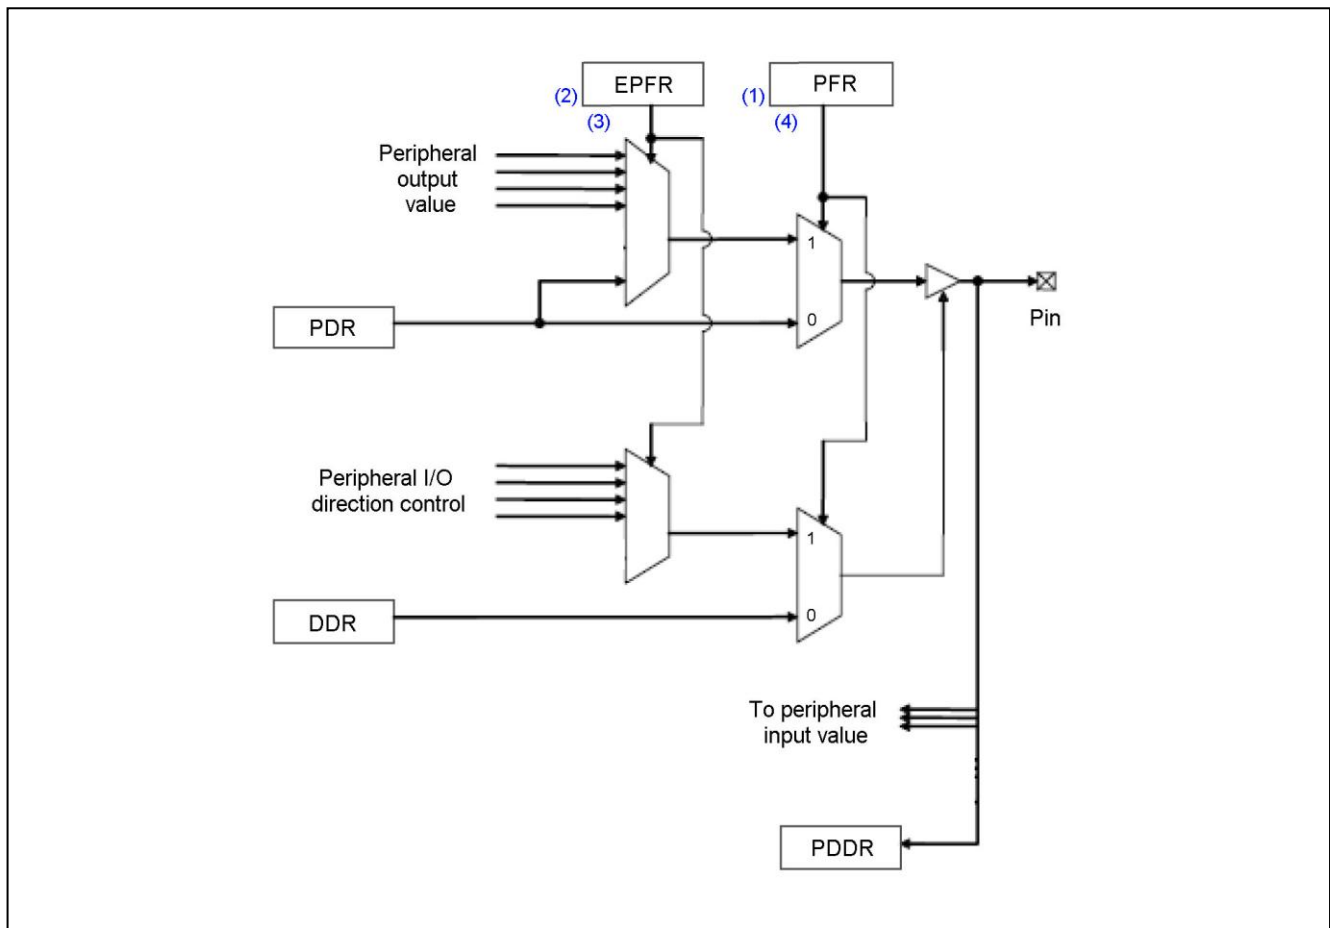 EPFR
PFR
(2)
(1)
(3)
(4)
Peripheral
output
value
1
0
PDR
Pin
Peripheral I/O
direction control
1
0
DDR
To peripheral
input value
PDDR